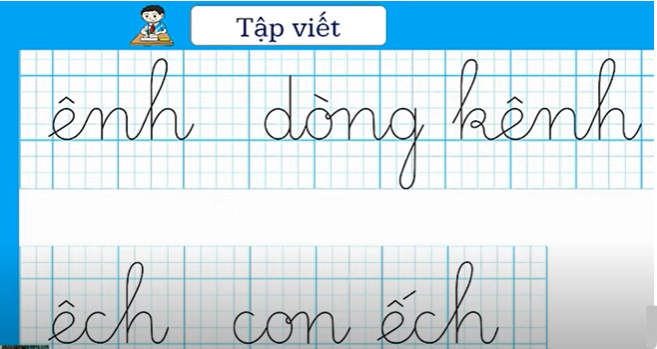 Tập viết
ênh dòng kênh
êch con ếch